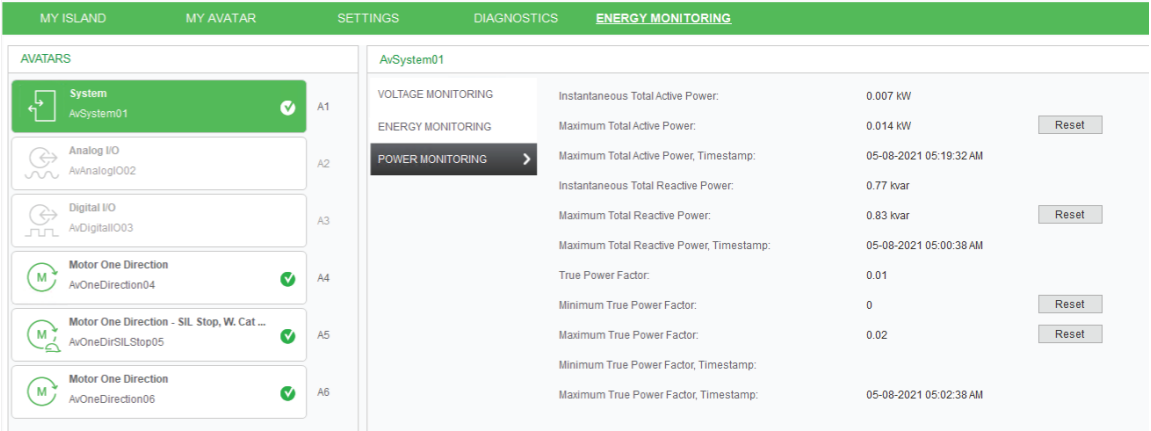 MY ISLAND MY AVATAR SETTINGS DIAGNOSTICS ENERGY MONITORING
AVATARS
System
AvSystem01
A1
Analog I/O
AvAnalogIO02
A2
Digital I/O
AvDigitalIO03
A3
Motor One Direction
AvOneDirection04
A4
Motor One Direction - SIL Stop, W. Cat ...
AvOneDirSILStop05
A5
Motor One Direction
AvOneDirection06
A6
AvSystem01
VOLTAGE MONITORING
ENERGY MONITORING
POWER MONITORING
Instantaneous Total Active Power: 0.007 kW
Maximum Total Active Power: 0.014 kW Reset
Maximum Total Active Power, Timestamp: 05-08-2021 05:19:32 AM
Instantaneous Total Reactive Power: 0.77 kvar
Maximum Total Reactive Power: 0.83 kvar Reset
Maximum Total Reactive Power, Timestamp: 05-08-2021 05:00:38 AM
True Power Factor: 0.01
Minimum True Power Factor: 0 Reset
Maximum True Power Factor: 0.02 Reset
Minimum True Power Factor, Timestamp:
Maximum True Power Factor, Timestamp: 05-08-2021 05:02:38 AM